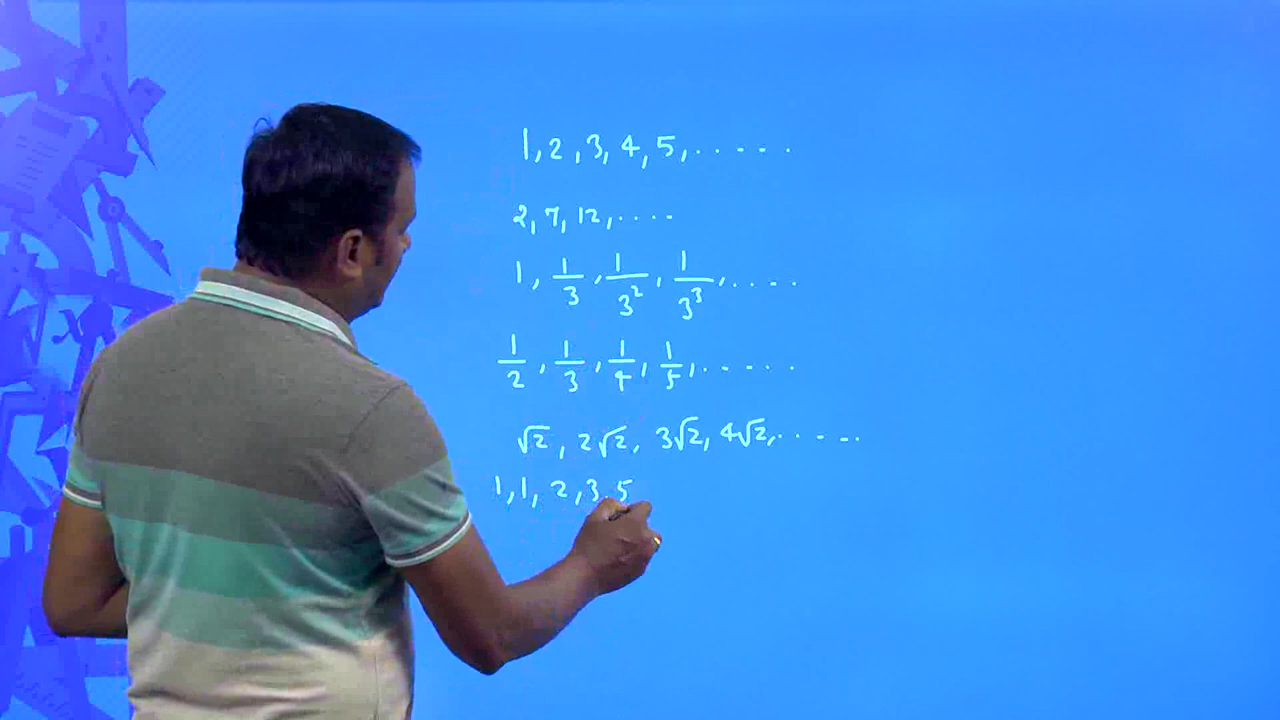 1, 2, 3, 4, 5, .....
2, 7, 12, ....
1, 1/3, 1/3², 1/3³, ....
1/2, 1/3, 1/4, 1/5, .....
√2, 2√2, 3√2, 4√2, .....
1, 1, 2, 3, 5